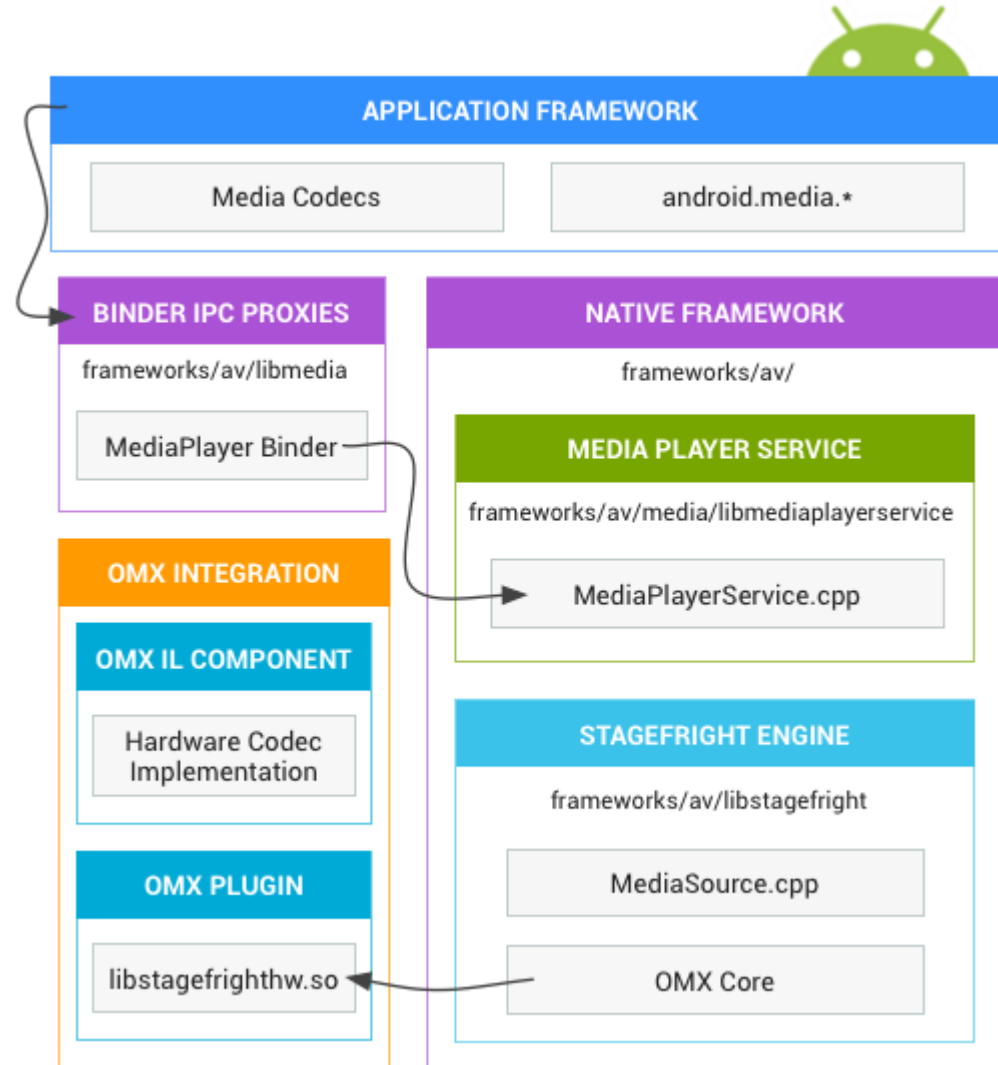 APPLICATION FRAMEWORK
Media Codecs
android.media.*
BINDER IPC PROXIES
frameworks/av/libmedia
MediaPlayer Binder
NATIVE FRAMEWORK
frameworks/av/
MEDIA PLAYER SERVICE
frameworks/av/media/libmediaplayerservice
MediaPlayerService.cpp
OMX INTEGRATION
OMX IL COMPONENT
Hardware Codec
Implementation
OMX PLUGIN
libstagefrighthw.so
STAGEFRIGHT ENGINE
frameworks/av/libstagefright
MediaSource.cpp
OMX Core